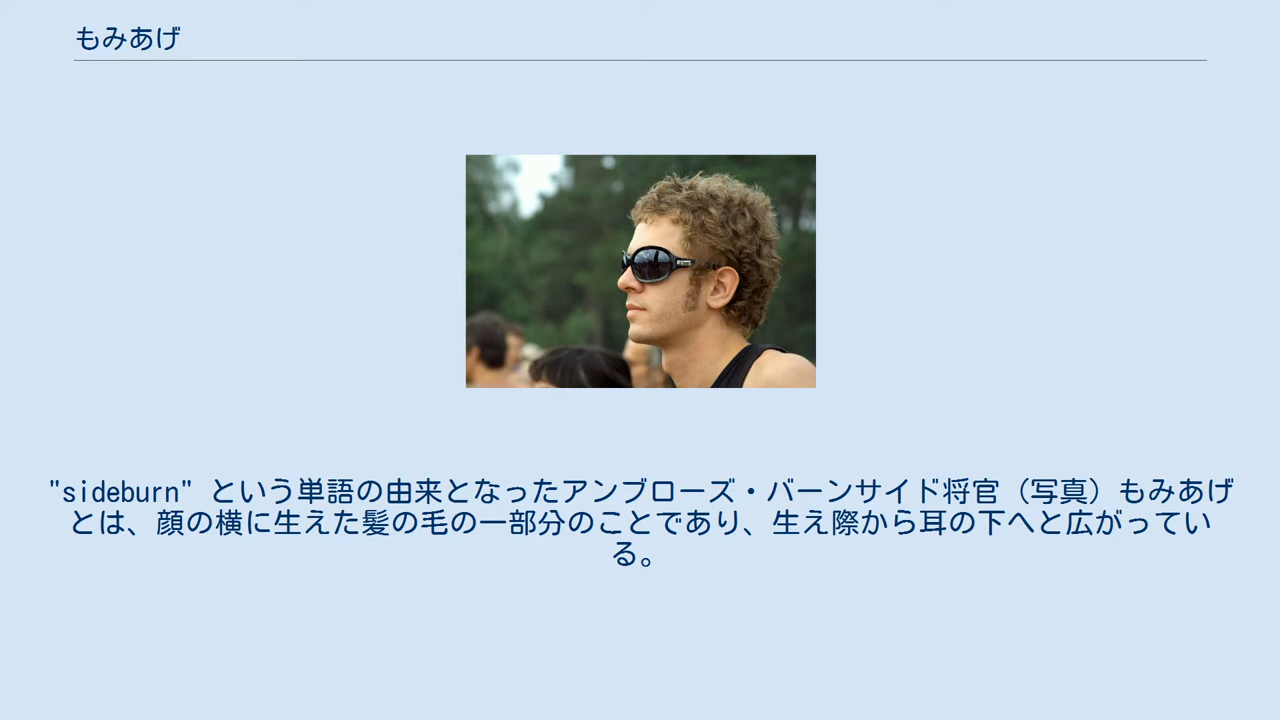 もみあげ
"sideburn" という単語の由来となったアンブローズ・バーンサイド将官（写真）もみあげ
とは、顔の横に生えた髪の毛の一部分のことであり、生え際から耳の下へと広がってい
る。